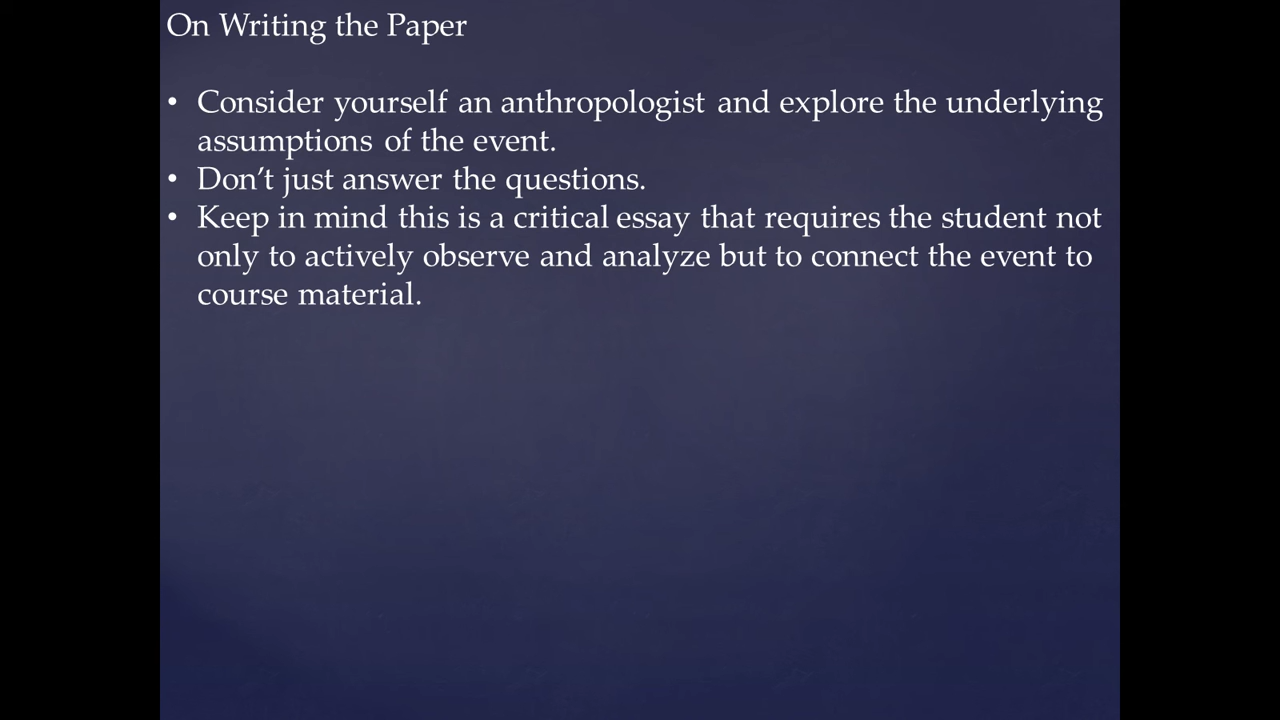 On Writing the Paper
• Consider yourself an anthropologist and explore the underlying
assumptions of the event.
• Don’t just answer the questions.
• Keep in mind this is a critical essay that requires the student not
only to actively observe and analyze but to connect the event to
course material.